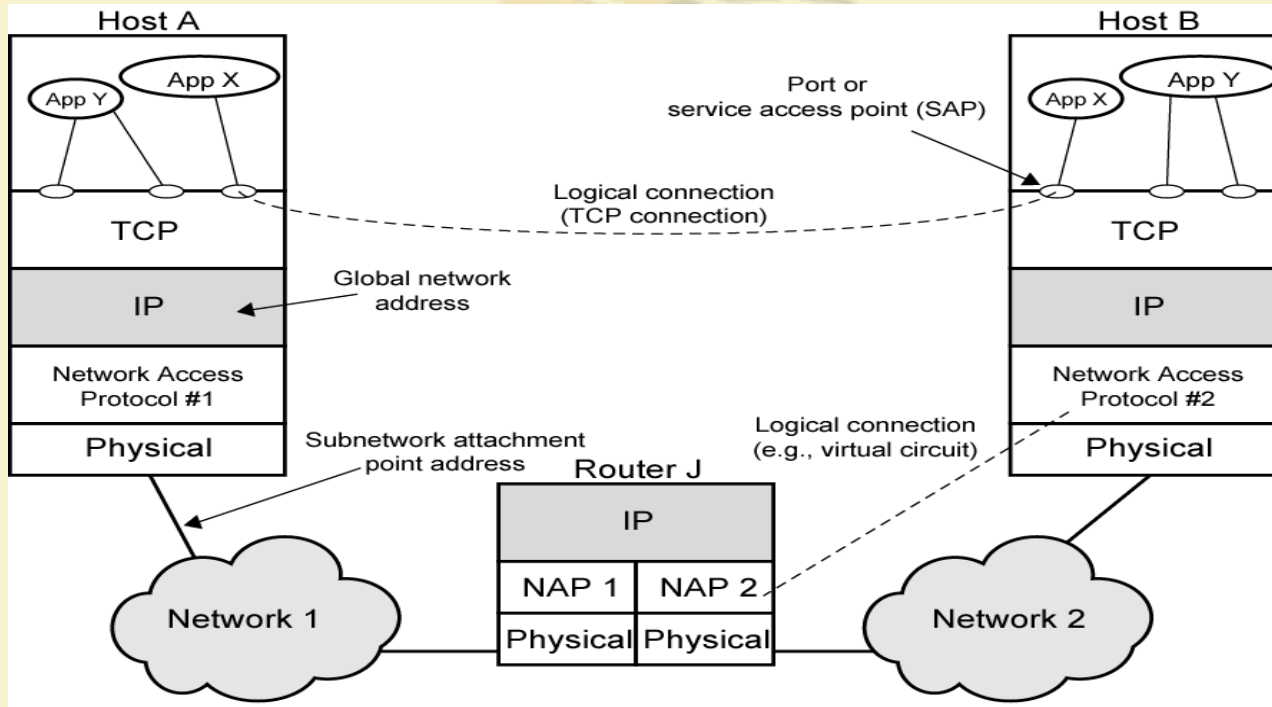 Host A
Host B
App Y
App X
Port or
service access point (SAP)
App X
App Y
Logical connection
(TCP connection)
TCP
TCP
Global network
address
IP
IP
Network Access
Protocol #1
Network Access
Protocol #2
Logical connection
(e.g., virtual circuit)
Physical
Physical
Subnetwork attachment
point address
Router J
IP
NAP 1
NAP 2
Network 1
Physical
Physical
Network 2